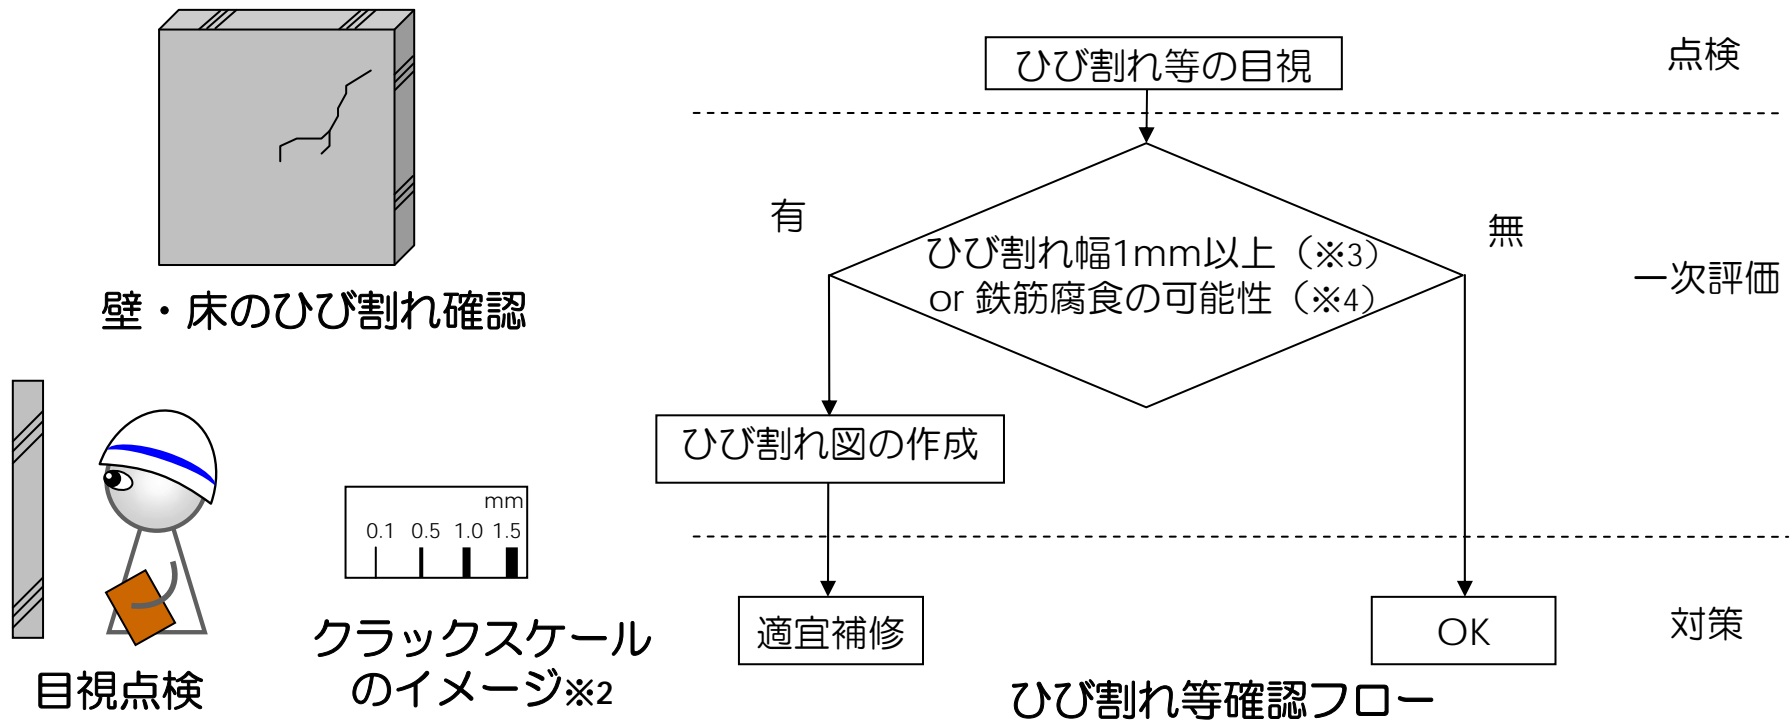 壁・床のひび割れ確認
目視点検
mm
0.1 0.5 1.0 1.5
クラックスケール
のイメージ※2
ひび割れ等の目視
点検
有
無
ひび割れ幅1mm以上（※3）
or 鉄筋腐食の可能性（※4）
一次評価
ひび割れ図の作成
適宜補修
OK
対策
ひび割れ等確認フロー